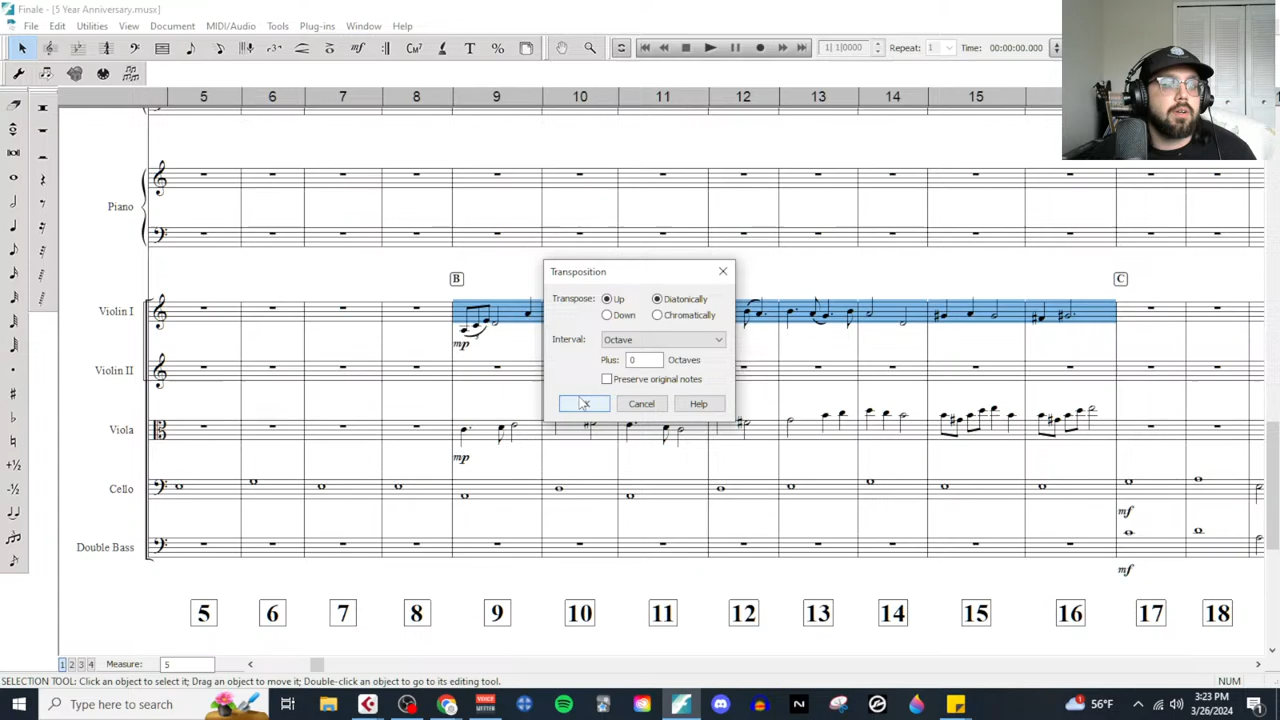 Finale - [5 Year Anniversary.musx]
File Edit Utilities View Document MIDI/Audio Tools Plug-ins Window Help
1| 1|0000 Repeat: 1 Time: 00:00:00.000
5 6 7 8 9 10 11 12 13 14 15
Piano
B C
Violin I
mp
Violin II
Viola
mp
Cello
mf
Double Bass
mf
Transposition
Transpose: Up Diatonically
Down Chromatically
Interval: Octave
Plus: 0 Octaves
Preserve original notes
Cancel Help
5 6 7 8 9 10 11 12 13 14 15 16 17 18
1 2 3 4 Measure: 5
SELECTION TOOL: Click an object to select it; Drag an object to move it; Double-click an object to go to its editing tool. NUM
Type here to search
56°F 3:23 PM
3/26/2024